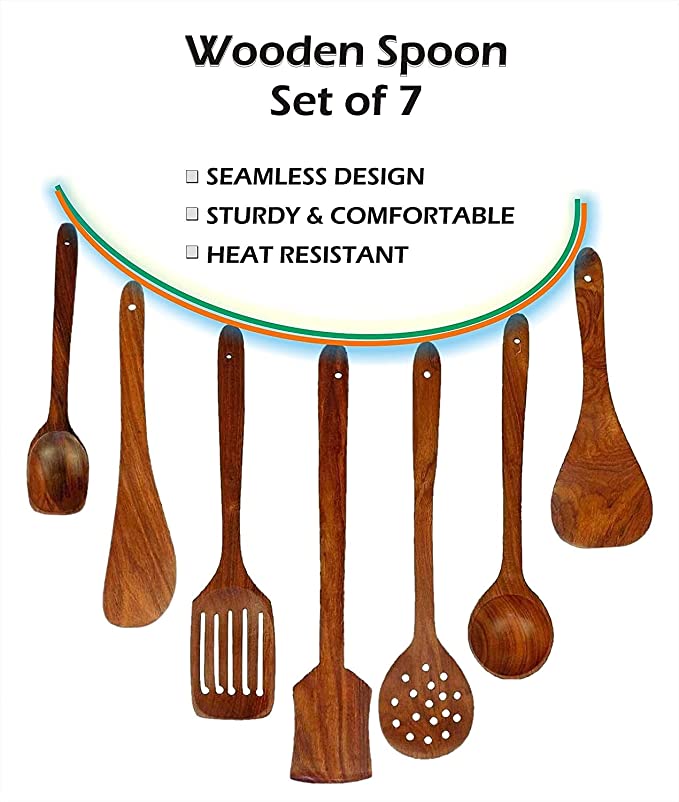 Wooden Spoon
Set of 7
SEAMLESS DESIGN
STURDY & COMFORTABLE
HEAT RESISTANT